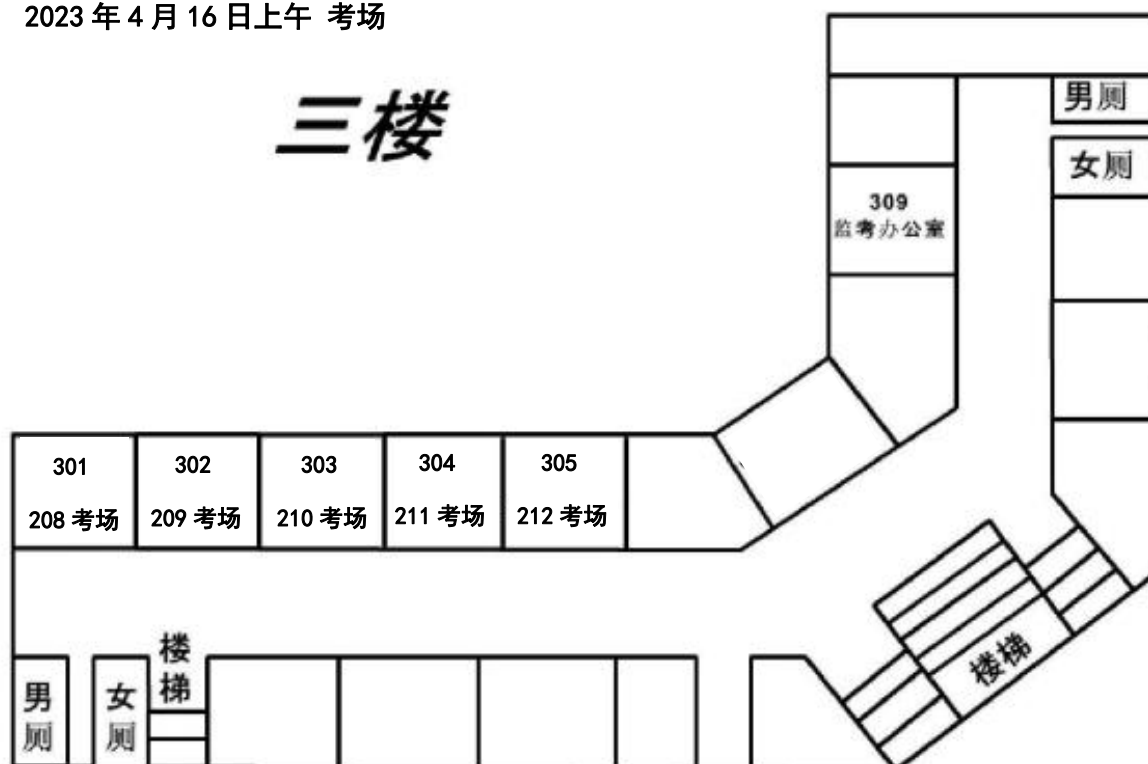 2023 年 4 月 16 日上午 考场
三楼
男厕
女厕
309
监考办公室
301
208 考场
302
209 考场
303
210 考场
304
211 考场
305
212 考场
楼梯
男厕
女厕
楼梯